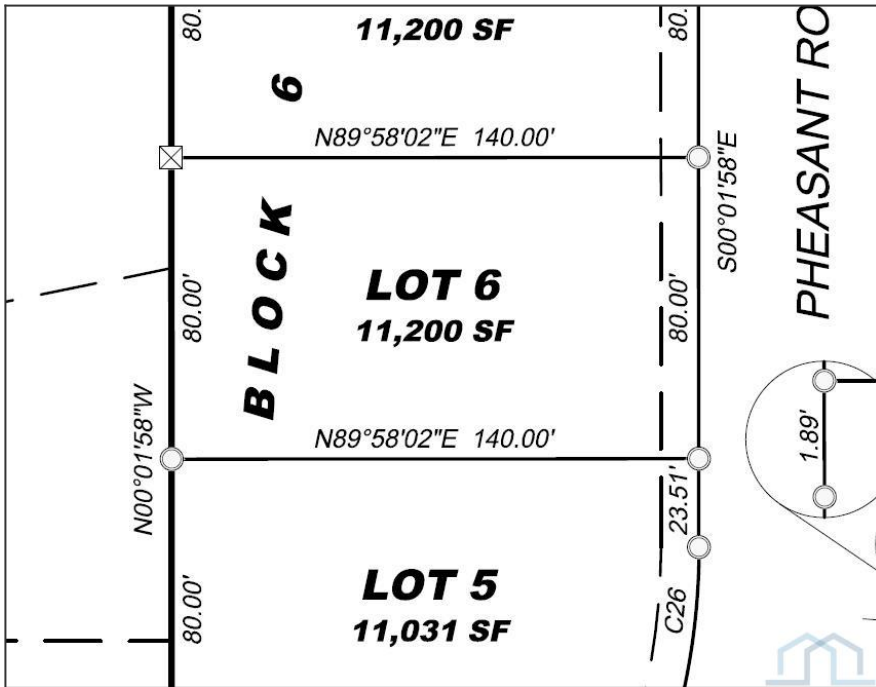 80.
11,200 SF
80.
PHEASANT RO
6
N89°58'02"E 140.00'
S00°01'58"E
BLOCK
LOT 6
11,200 SF
80.00'
80.00'
N00°01'58"W
N89°58'02"E 140.00'
1.89'
23.51'
LOT 5
11,031 SF
80.00'
C26